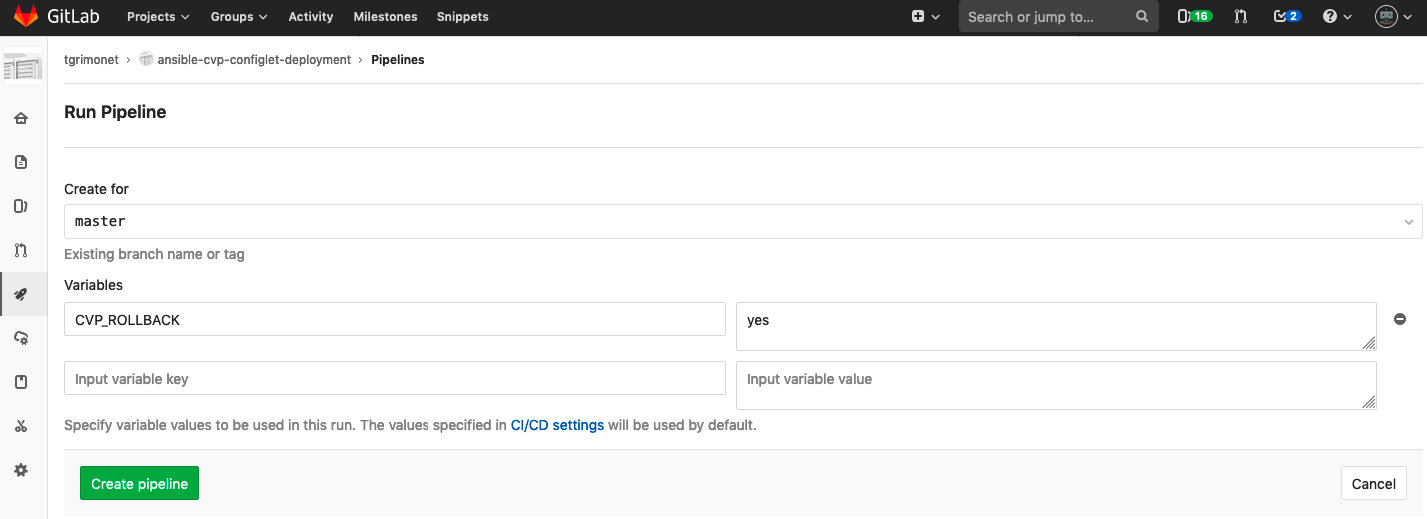 GitLab Projects Groups Activity Milestones Snippets Search or jump to... 16 2
tgrimonet > ansible-cvp-configlet-deployment > Pipelines
Run Pipeline
Create for
master
Existing branch name or tag
Variables
CVP_ROLLBACK yes
Input variable key Input variable value
Specify variable values to be used in this run. The values specified in CI/CD settings will be used by default.
Create pipeline Cancel